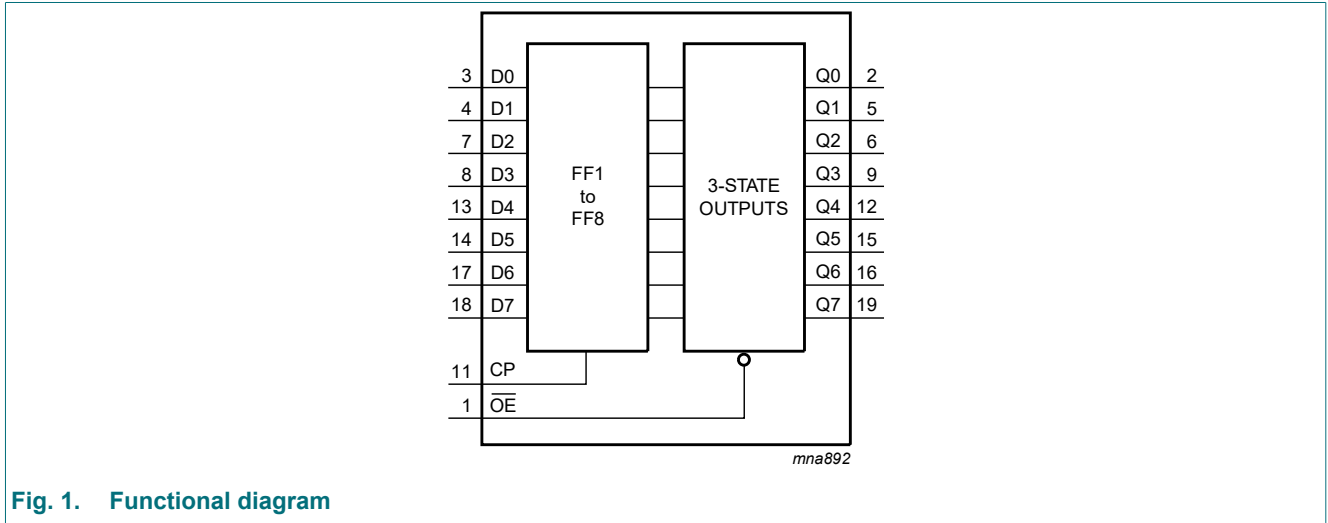 3 D0 Q0 2
4 D1 Q1 5
7 D2 Q2 6
8 D3 FF1 Q3 9
to 3-STATE
13 D4 FF8 OUTPUTS Q4 12
14 D5 Q5 15
17 D6 Q6 16
18 D7 Q7 19
11 CP
1 O̅E̅
mna892
Fig. 1. Functional diagram